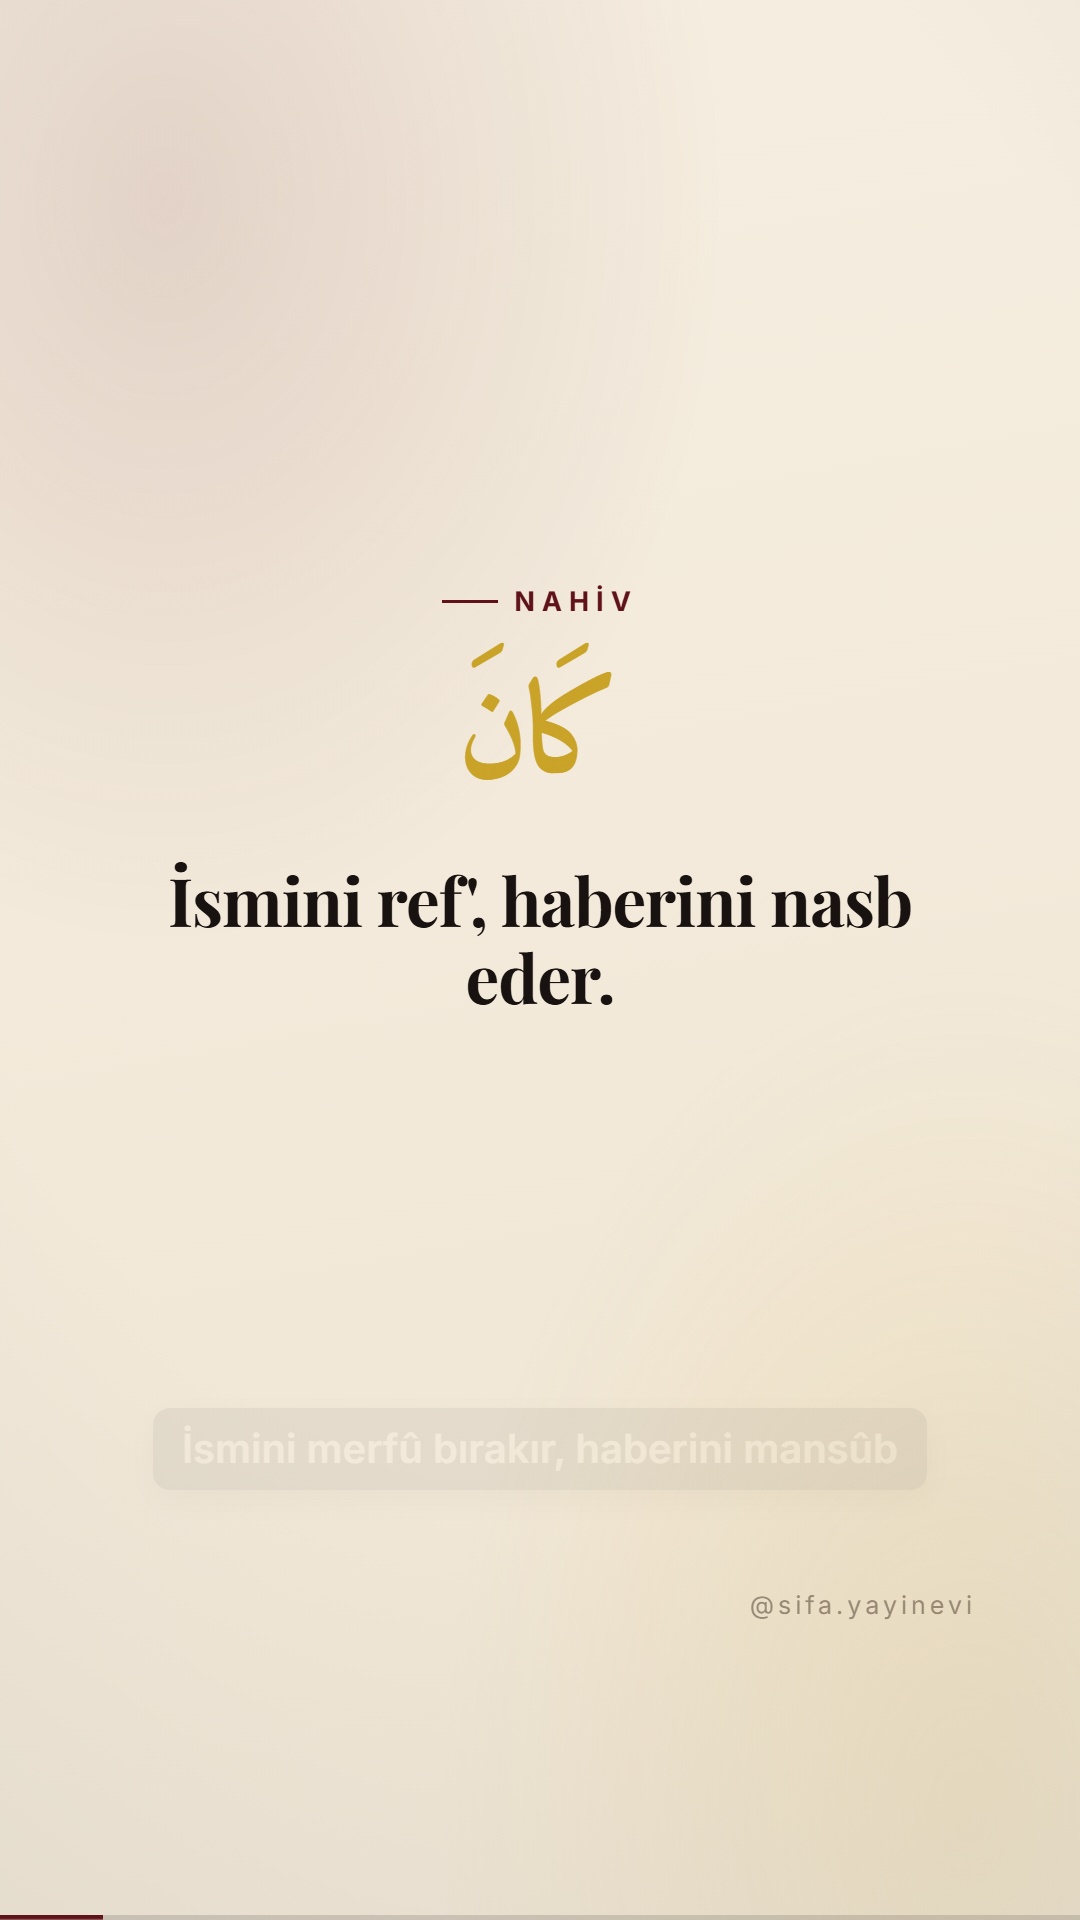 NAHİV
كَانَ
İsmini ref', haberini nasb
eder.
İsmini merfû bırakır, haberini mansûb
@sifa.yayinevi